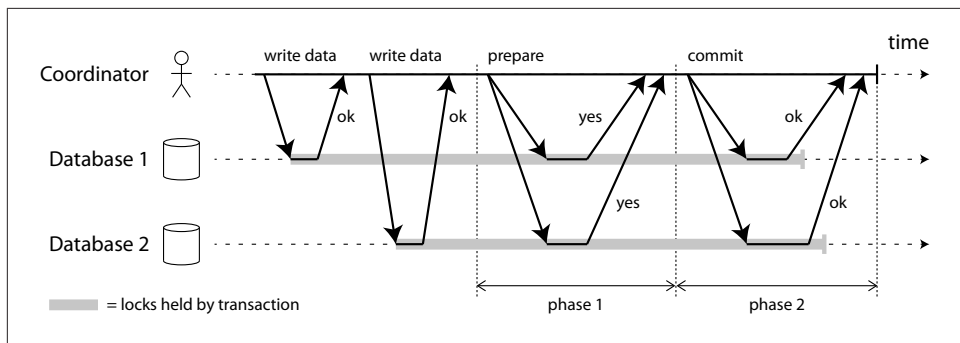 time
write data write data prepare commit
Coordinator
ok ok yes ok
Database 1
yes ok
Database 2
= locks held by transaction
phase 1 phase 2